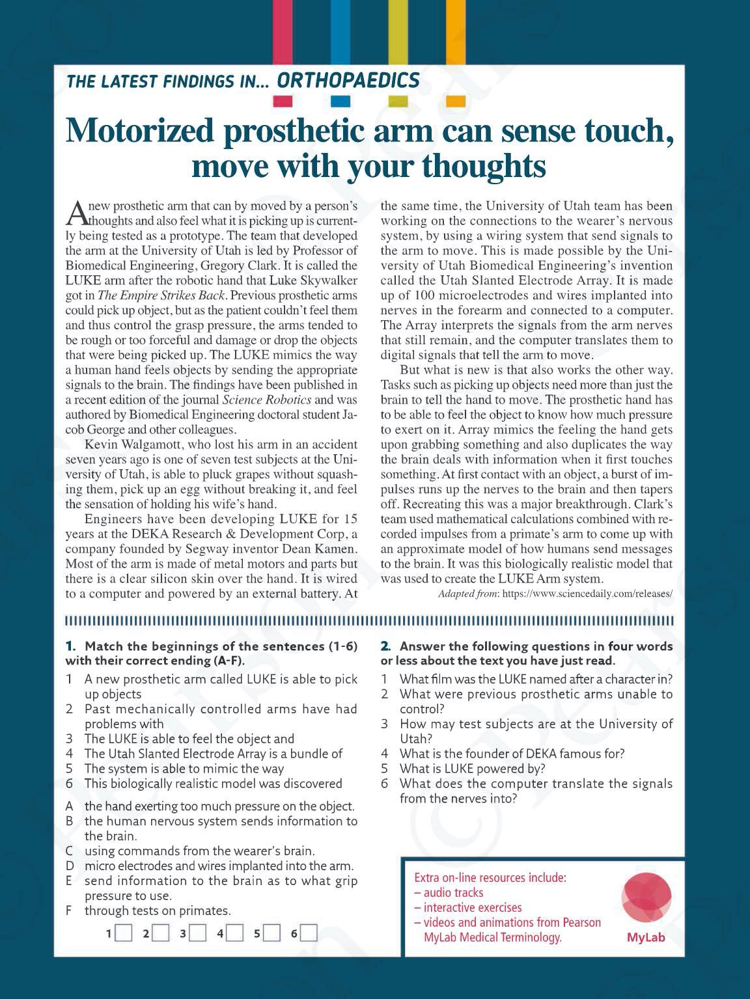 THE LATEST FINDINGS IN... ORTHOPAEDICS
Motorized prosthetic arm can sense touch,
move with your thoughts
A new prosthetic arm that can by moved by a person's
thoughts and also feel what it is picking up is current-
ly being tested as a prototype. The team that developed
the arm at the University of Utah is led by Professor of
Biomedical Engineering, Gregory Clark. It is called the
LUKE arm after the robotic hand that Luke Skywalker
got in The Empire Strikes Back. Previous prosthetic arms
could pick up object, but as the patient couldn't feel them
and thus control the grasp pressure, the arms tended to
be rough or too forceful and damage or drop the objects
that were being picked up. The LUKE mimics the way
a human hand feels objects by sending the appropriate
signals to the brain. The findings have been published in
a recent edition of the journal Science Robotics and was
authored by Biomedical Engineering doctoral student Ja-
cob George and other colleagues.
Kevin Walgamott, who lost his arm in an accident
seven years ago is one of seven test subjects at the Uni-
versity of Utah, is able to pluck grapes without squash-
ing them, pick up an egg without breaking it, and feel
the sensation of holding his wife's hand.
Engineers have been developing LUKE for 15
years at the DEKA Research & Development Corp, a
company founded by Segway inventor Dean Kamen.
Most of the arm is made of metal motors and parts but
there is a clear silicon skin over the hand. It is wired
to a computer and powered by an external battery. At
the same time, the University of Utah team has been
working on the connections to the wearer's nervous
system, by using a wiring system that send signals to
the arm to move. This is made possible by the Uni-
versity of Utah Biomedical Engineering's invention
called the Utah Slanted Electrode Array. It is made
up of 100 microelectrodes and wires implanted into
nerves in the forearm and connected to a computer.
The Array interprets the signals from the arm nerves
that still remain, and the computer translates them to
digital signals that tell the arm to move.
But what is new is that also works the other way.
Tasks such as picking up objects need more than just the
brain to tell the hand to move. The prosthetic hand has
to be able to feel the object to know how much pressure
to exert on it. Array mimics the feeling the hand gets
upon grabbing something and also duplicates the way
the brain deals with information when it first touches
something. At first contact with an object, a burst of im-
pulses runs up the nerves to the brain and then tapers
off. Recreating this was a major breakthrough. Clark's
team used mathematical calculations combined with re-
corded impulses from a primate's arm to come up with
an approximate model of how humans send messages
to the brain. It was this biologically realistic model that
was used to create the LUKE Arm system.
Adapted from: https://www.sciencedaily.com/releases/
1. Match the beginnings of the sentences (1-6)
with their correct ending (A-F).
1 A new prosthetic arm called LUKE is able to pick
up objects
2 Past mechanically controlled arms have had
problems with
3 The LUKE is able to feel the object and
4 The Utah Slanted Electrode Array is a bundle of
5 The system is able to mimic the way
6 This biologically realistic model was discovered
A the hand exerting too much pressure on the object.
B the human nervous system sends information to
the brain.
C using commands from the wearer's brain.
D micro electrodes and wires implanted into the arm.
E send information to the brain as to what grip
pressure to use.
F through tests on primates.
1 2 3 4 5 6
2. Answer the following questions in four words
or less about the text you have just read.
1 What film was the LUKE named after a character in?
2 What were previous prosthetic arms unable to
control?
3 How may test subjects are at the University of
Utah?
4 What is the founder of DEKA famous for?
5 What is LUKE powered by?
6 What does the computer translate the signals
from the nerves into?
Extra on-line resources include:
– audio tracks
– interactive exercises
– videos and animations from Pearson
MyLab Medical Terminology.
MyLab
© Pearson